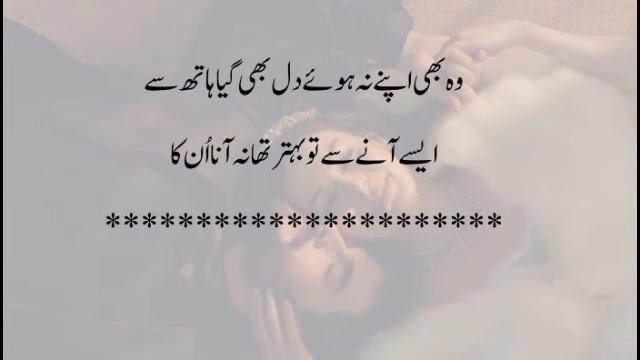 وہ بھی اپنے نہ ہوئے دل بھی گیا ہاتھ سے
ایسے آنے سے تو بہتر تھا نہ آنا اُن کا
**********************